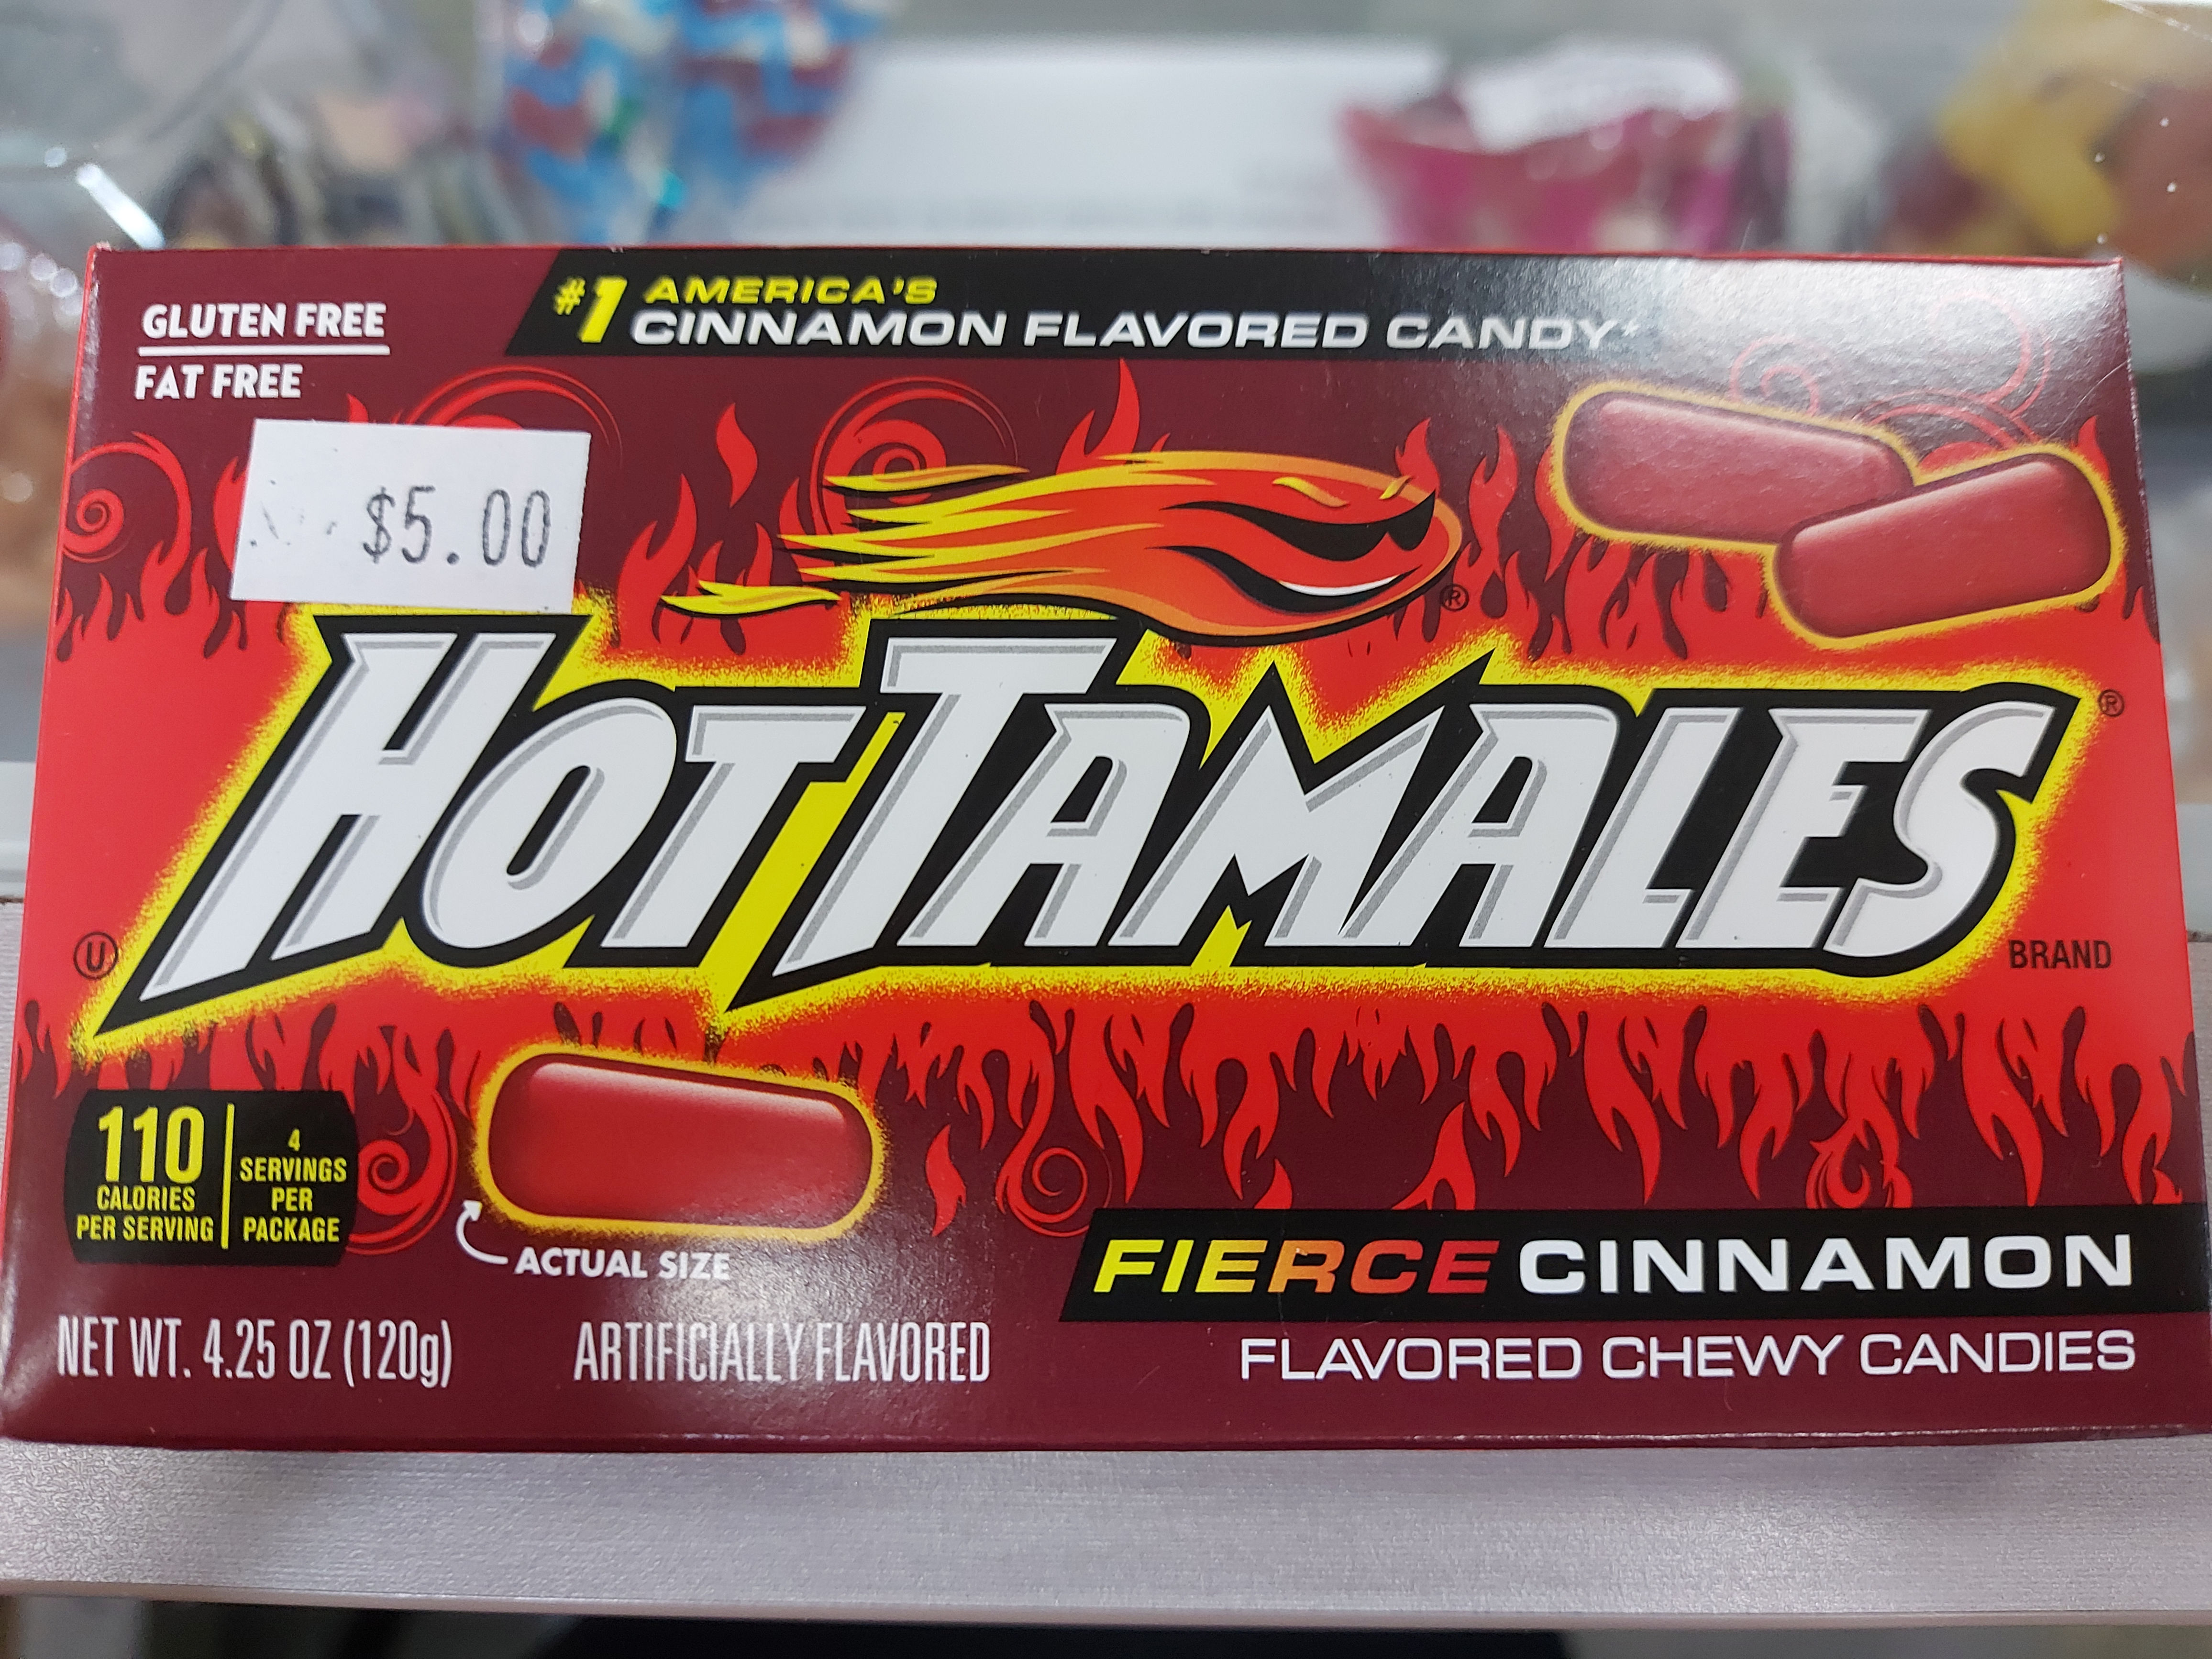 GLUTEN FREE
FAT FREE
#1 AMERICA'S
CINNAMON FLAVORED CANDY*
$5.00
®
HOT TAMALES ®
U
BRAND
110
CALORIES
PER SERVING
4
SERVINGS
PER
PACKAGE
ACTUAL SIZE
NET WT. 4.25 OZ (120g)
ARTIFICIALLY FLAVORED
FIERCE CINNAMON
FLAVORED CHEWY CANDIES